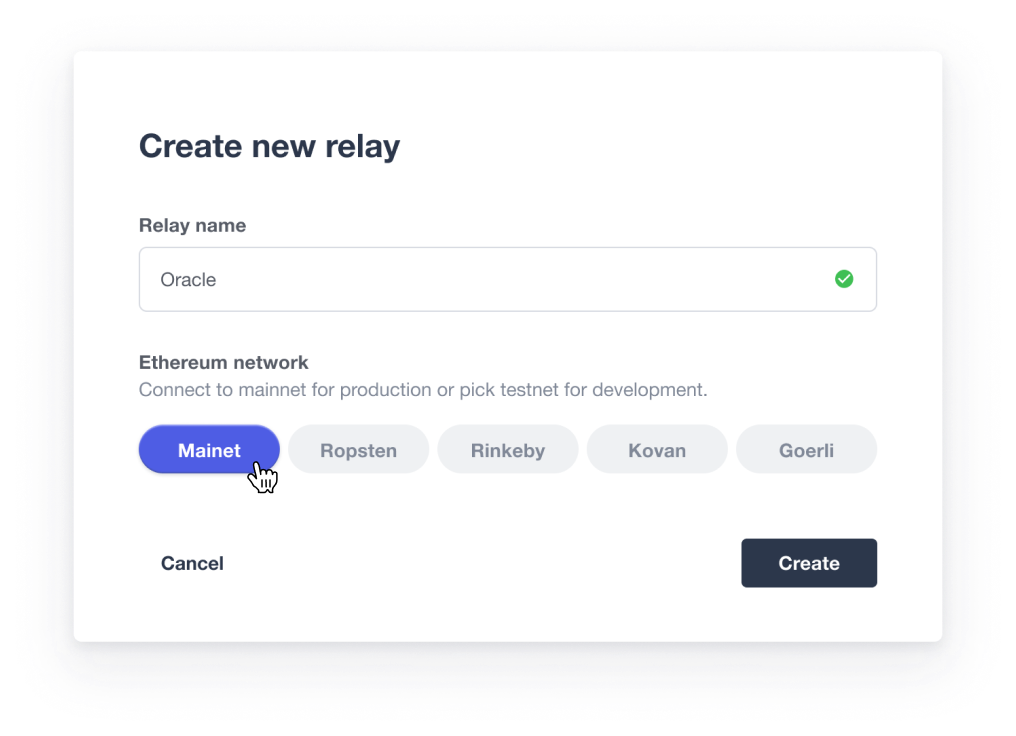 Create new relay
Relay name
Oracle
Ethereum network
Connect to mainnet for production or pick testnet for development.
Mainet Ropsten Rinkeby Kovan Goerli
Cancel Create